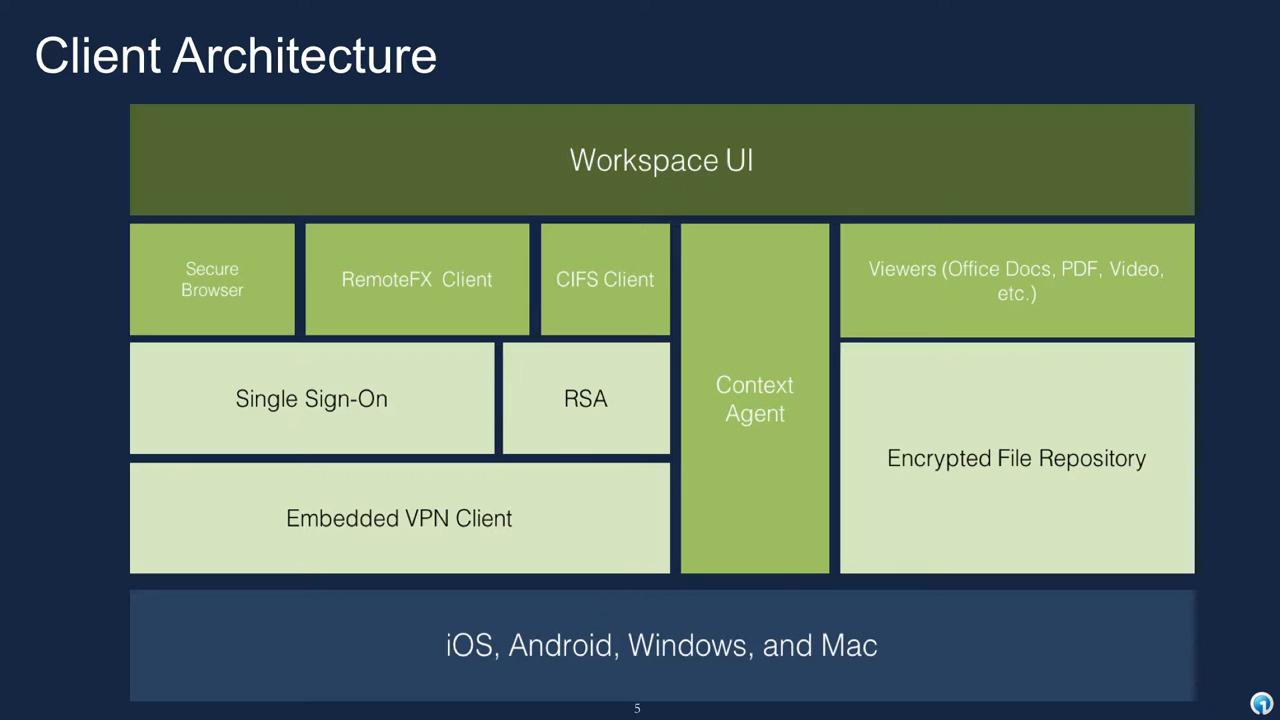 Client Architecture
Workspace UI
Secure
Browser
RemoteFX Client
CIFS Client
Viewers (Office Docs, PDF, Video,
etc.)
Single Sign-On
RSA
Context
Agent
Encrypted File Repository
Embedded VPN Client
iOS, Android, Windows, and Mac
5